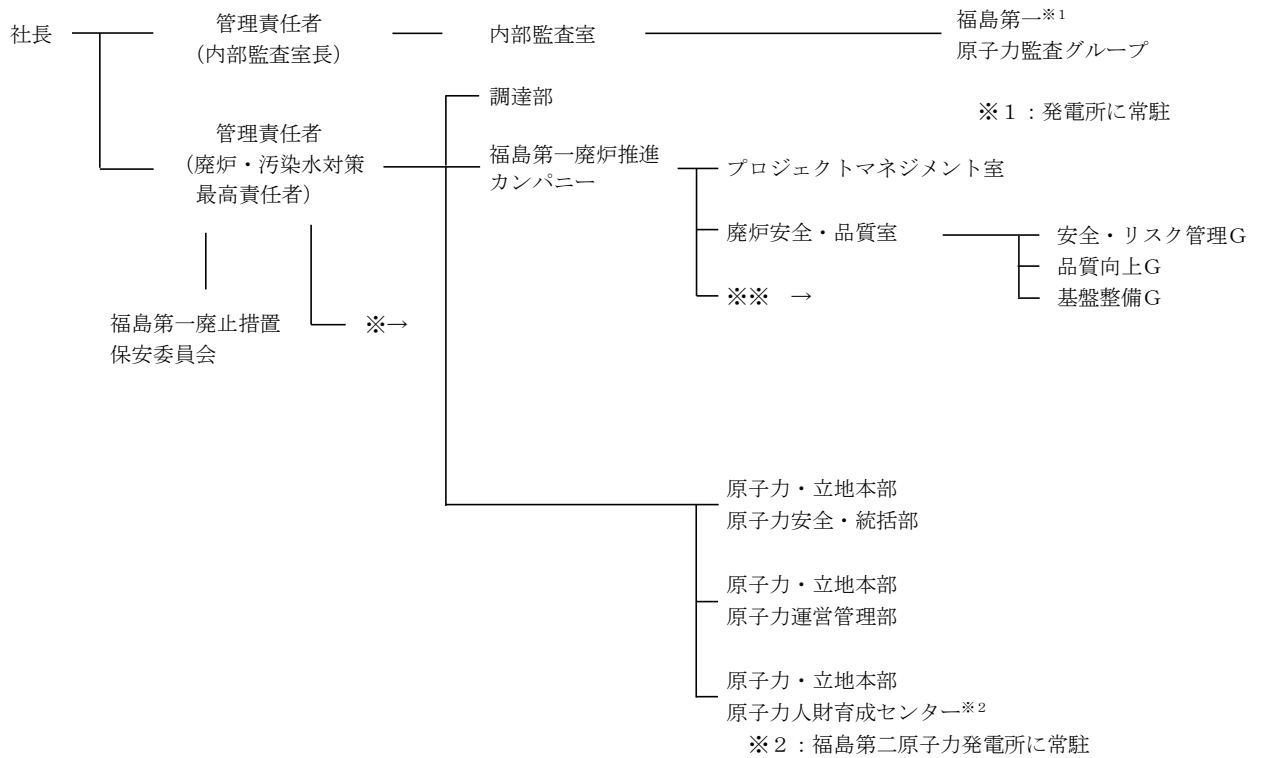 社長
管理責任者
(内部監査室長)
内部監査室
福島第一※1
原子力監査グループ
※1：発電所に常駐
管理責任者
(廃炉・汚染水対策
最高責任者)
調達部
福島第一廃炉推進
カンパニー
プロジェクトマネジメント室
廃炉安全・品質室
安全・リスク管理G
品質向上G
基盤整備G
※※ →
福島第一廃止措置
保安委員会
※→
原子力・立地本部
原子力安全・統括部
原子力・立地本部
原子力運営管理部
原子力・立地本部
原子力人財育成センター※2
※2：福島第二原子力発電所に常駐